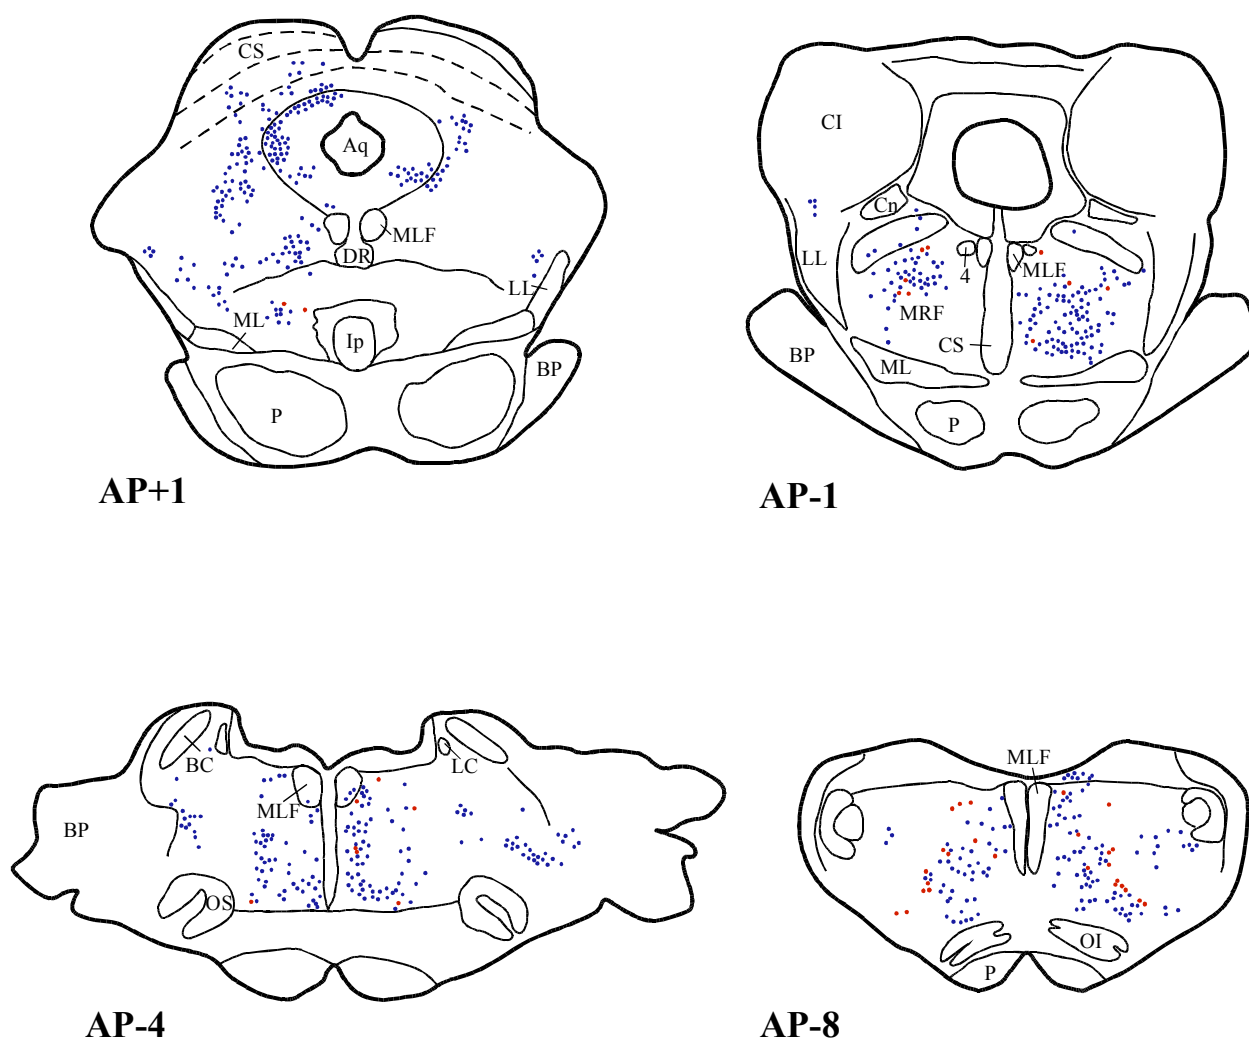 CS
Aq
MLF
DR
LL
ML
Ip
BP
P
AP+1
CI
Cn
LL
4
MLF
MRF
CS
BP
ML
P
AP-1
BC
LC
MLF
BP
OS
AP-4
MLF
OI
P
AP-8